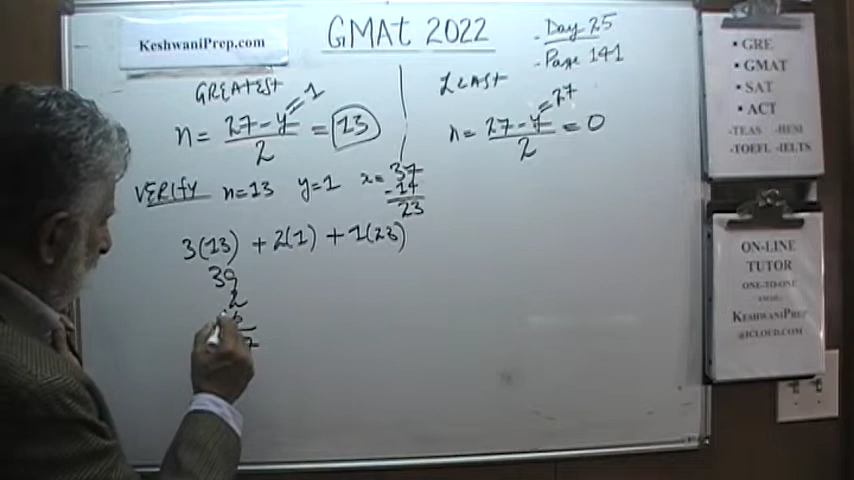 KeshwaniPrep.com
GMAt 2022
- Day 25
- Page 141
GREATEST
n = 27 - y = 1 / 2 = 13
LEAST
n = 27 - y = 27 / 2 = 0
VERIFY n = 13 y = 1 x = 37
- 14
23
3(13) + 2(1) + 1(23)
39
2
7
• GRE
• GMAT
• SAT
• ACT
-TEAS -HESI
-TOEFL -IELTS
ON-LINE
TUTOR
ONE-TO-ONE
KESHWANIPREP
@ICLOUD.COM